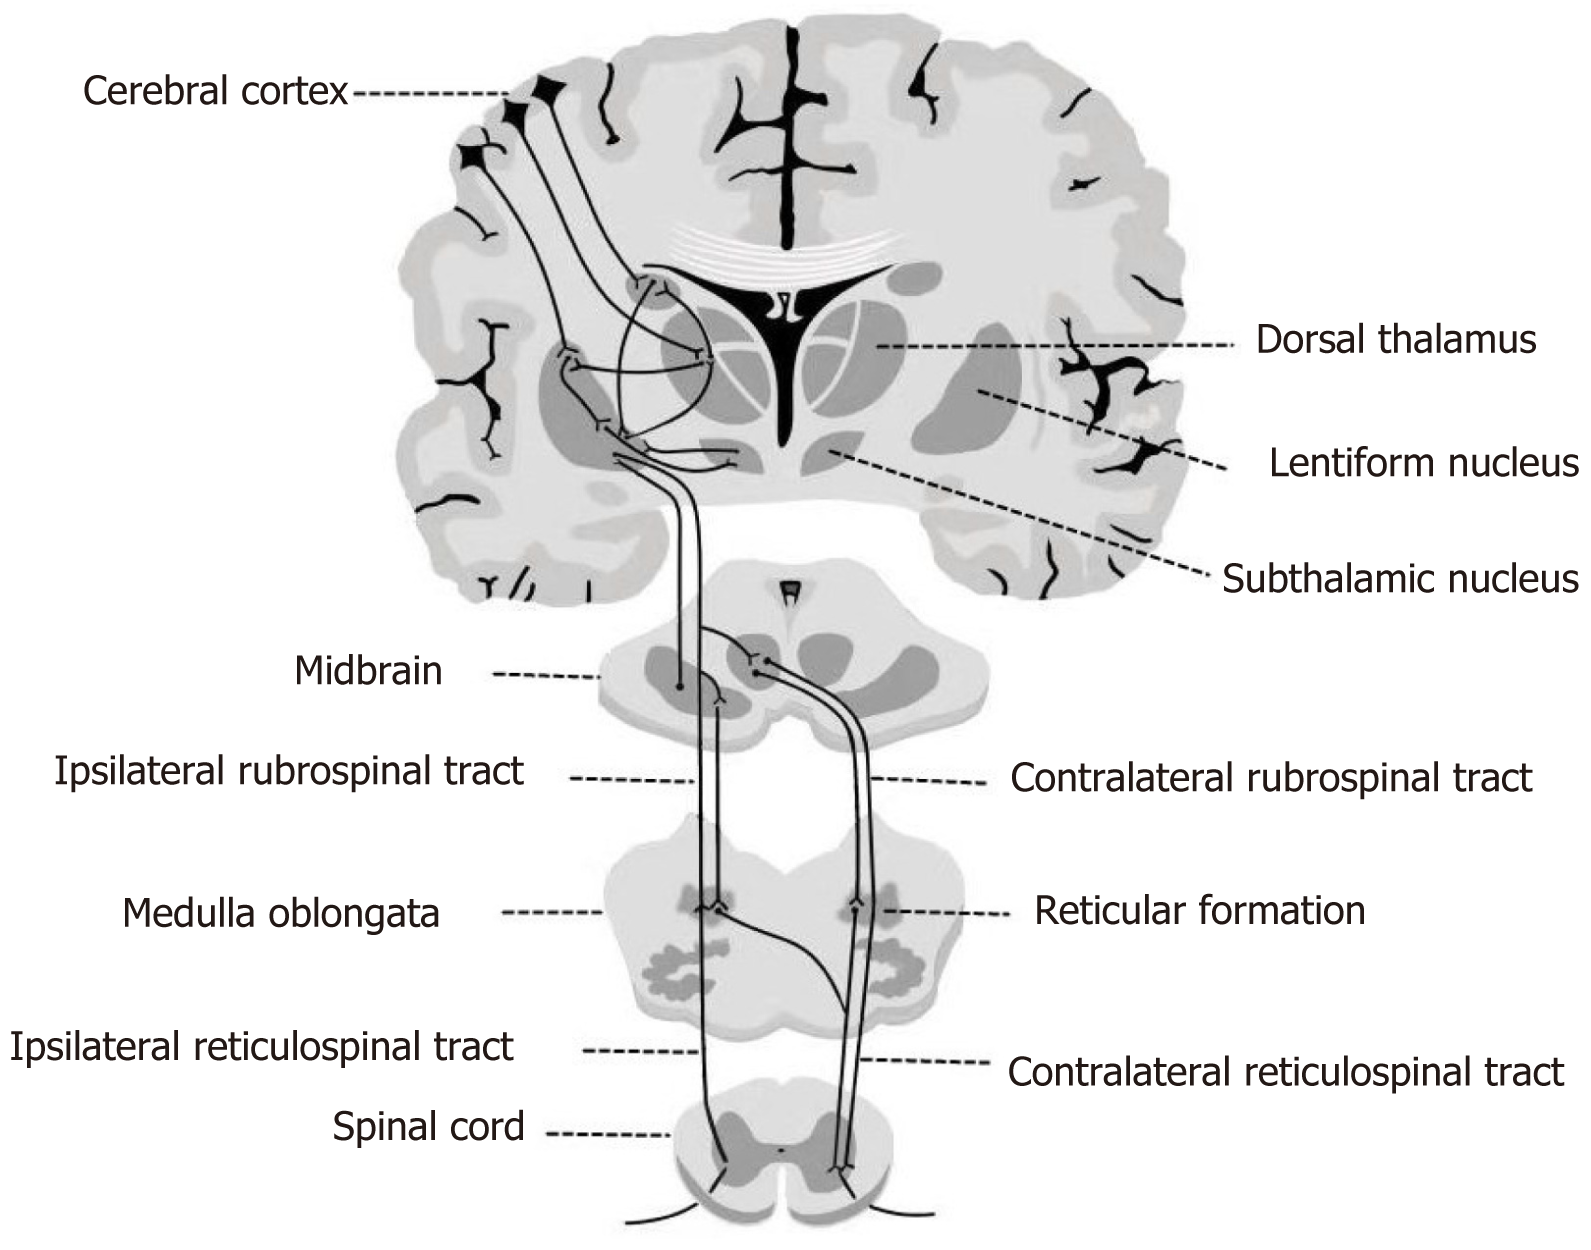 Cerebral cortex
Dorsal thalamus
Lentiform nucleus
Subthalamic nucleus
Midbrain
Ipsilateral rubrospinal tract
Contralateral rubrospinal tract
Medulla oblongata
Reticular formation
Ipsilateral reticulospinal tract
Contralateral reticulospinal tract
Spinal cord